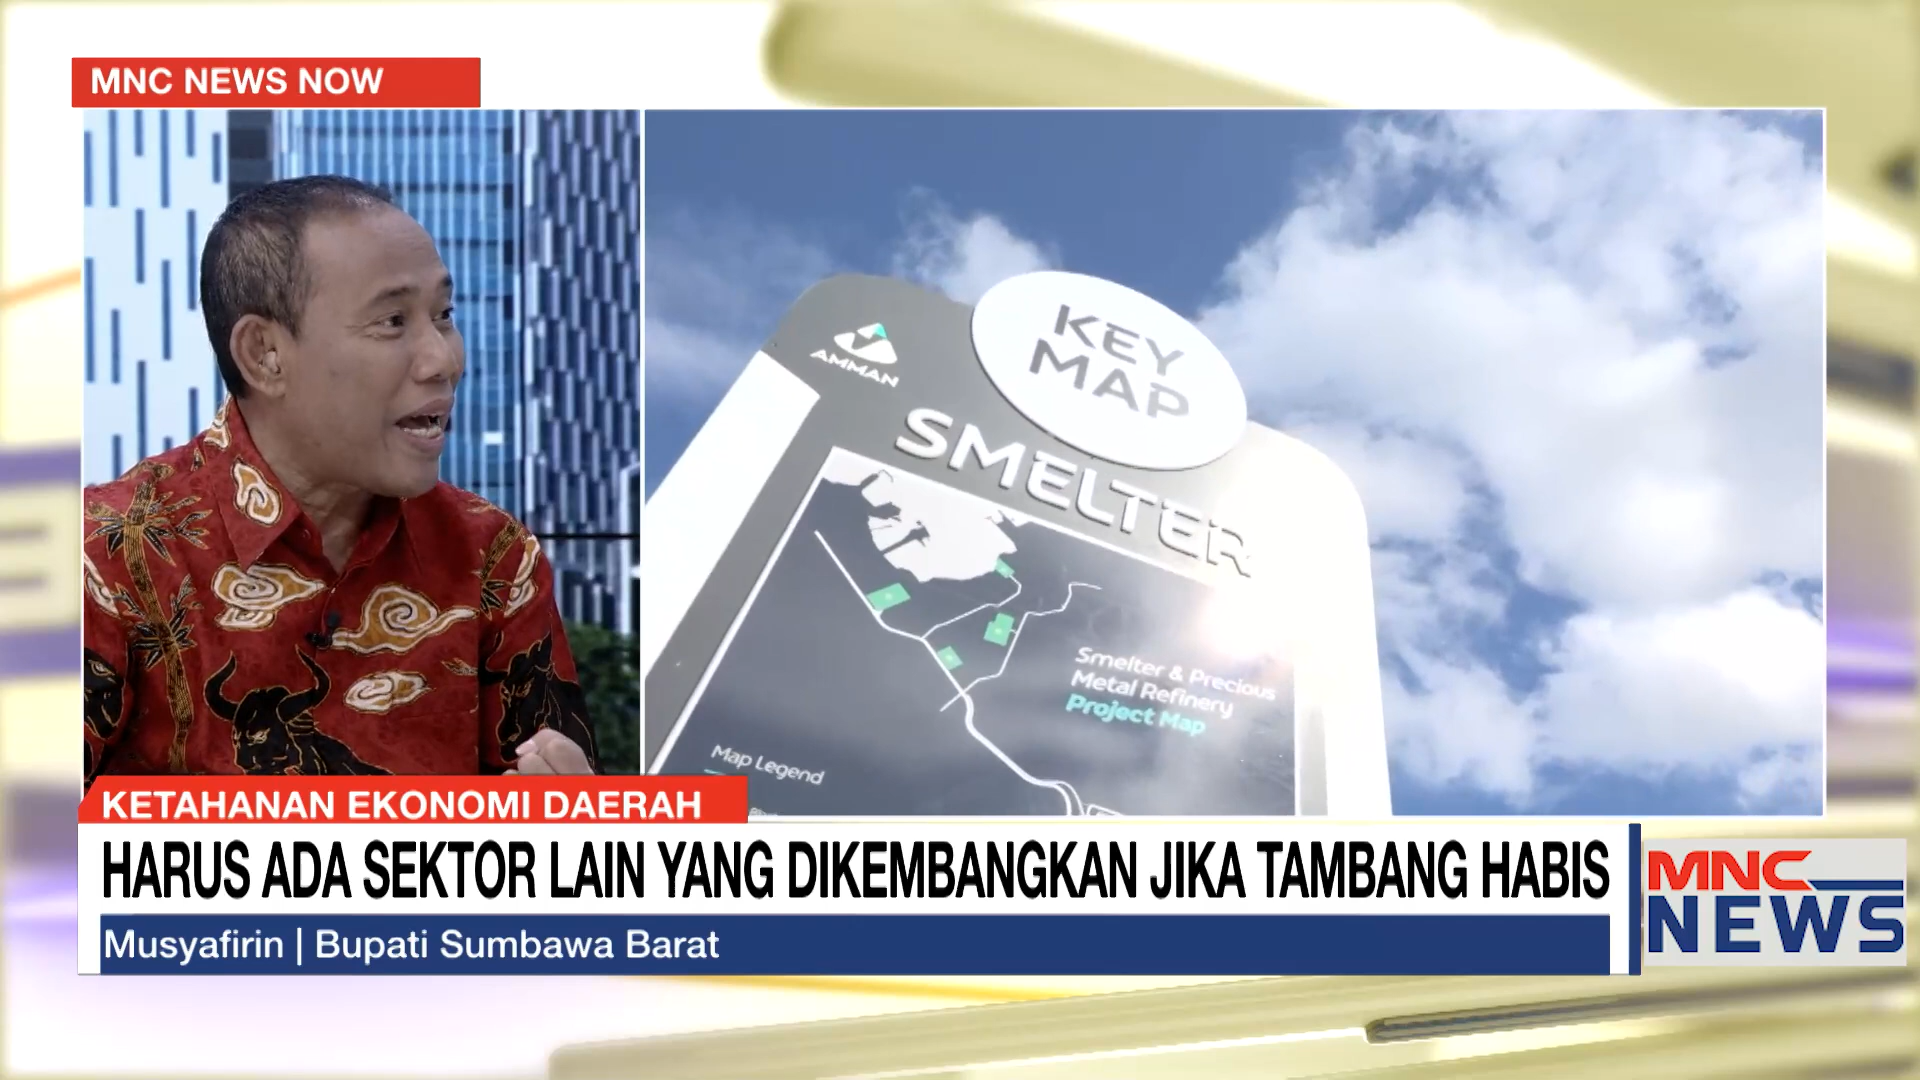 MNC NEWS NOW
AMMAN
KEY
MAP
SMELTER
Smelter & Precious
Metal Refinery
Project Map
Map Legend
KETAHANAN EKONOMI DAERAH
HARUS ADA SEKTOR LAIN YANG DIKEMBANGKAN JIKA TAMBANG HABIS
Musyafirin | Bupati Sumbawa Barat
MNC
NEWS